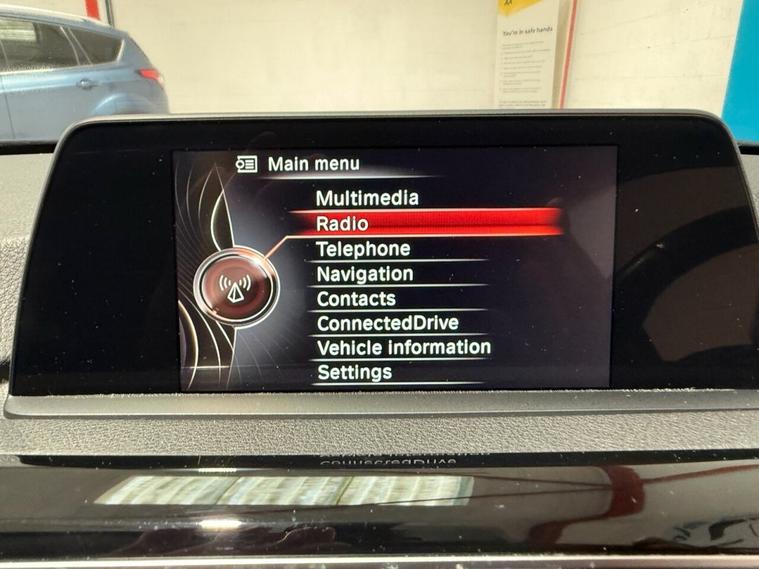 You're in safe hands
Main menu
Multimedia
Radio
Telephone
Navigation
Contacts
ConnectedDrive
Vehicle information
Settings